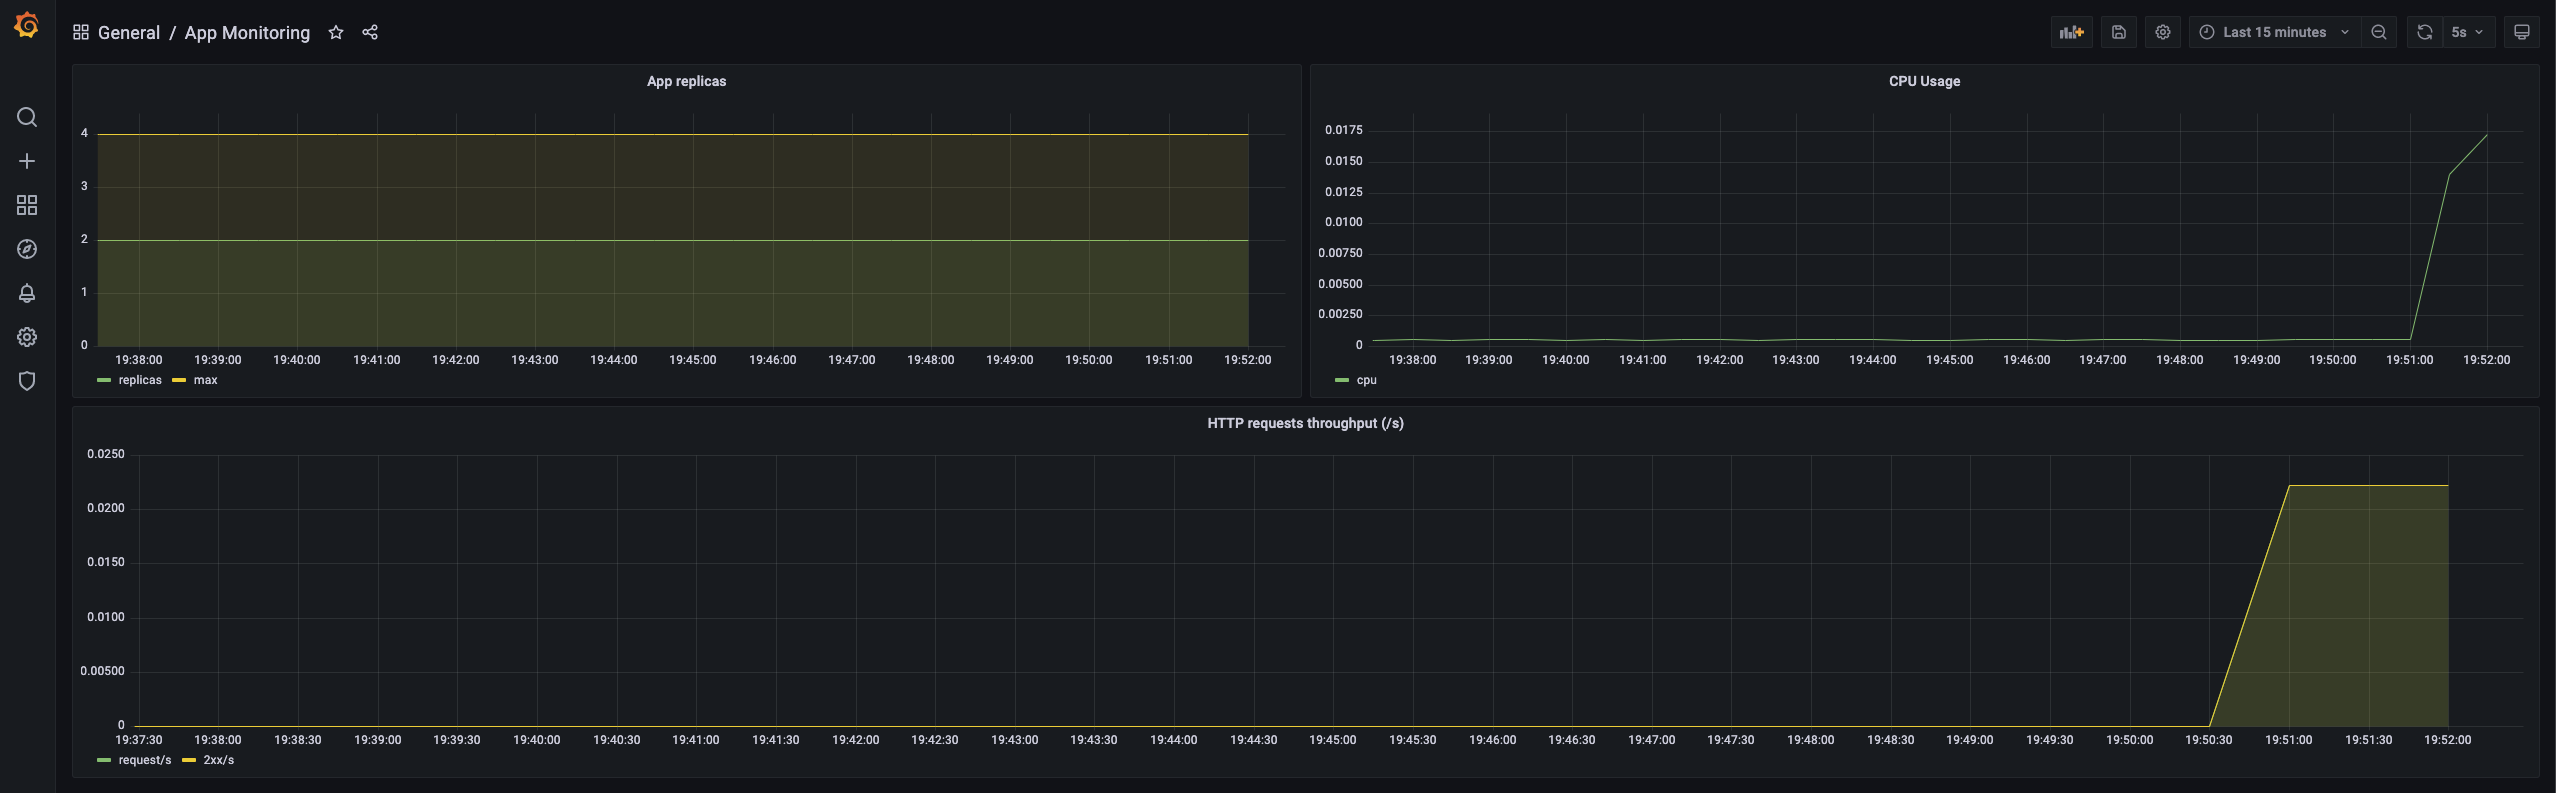 General / App Monitoring
Last 15 minutes
5s
App replicas
4
3
2
1
0
19:38:00 19:39:00 19:40:00 19:41:00 19:42:00 19:43:00 19:44:00 19:45:00 19:46:00 19:47:00 19:48:00 19:49:00 19:50:00 19:51:00 19:52:00
replicas max
CPU Usage
0.0175
0.0150
0.0125
0.0100
0.00750
0.00500
0.00250
0
19:38:00 19:39:00 19:40:00 19:41:00 19:42:00 19:43:00 19:44:00 19:45:00 19:46:00 19:47:00 19:48:00 19:49:00 19:50:00 19:51:00 19:52:00
cpu
HTTP requests throughput (/s)
0.0250
0.0200
0.0150
0.0100
0.00500
0
19:37:30 19:38:00 19:38:30 19:39:00 19:39:30 19:40:00 19:40:30 19:41:00 19:41:30 19:42:00 19:42:30 19:43:00 19:43:30 19:44:00 19:44:30 19:45:00 19:45:30 19:46:00 19:46:30 19:47:00 19:47:30 19:48:00 19:48:30 19:49:00 19:49:30 19:50:00 19:50:30 19:51:00 19:51:30 19:52:00
request/s 2xx/s